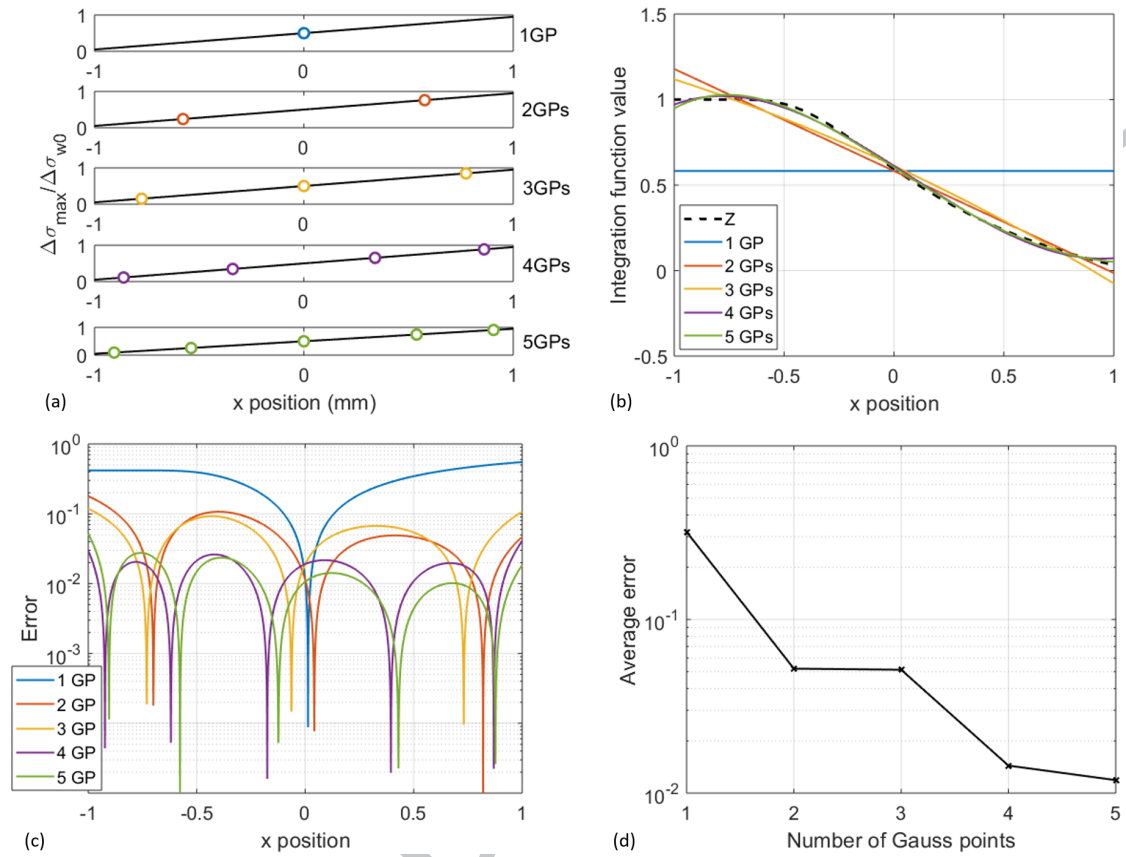 1
0
-1
0
1
1GP
1
0
-1
0
1
2GPs
1
0
-1
0
1
3GPs
1
0
-1
0
1
4GPs
1
0
-1
0
1
5GPs
Δσmax/Δσw0
x position (mm)
(a)
1.5
1
0.5
0
-0.5
-1
-0.5
0
0.5
1
Integration function value
Z
1 GP
2 GPs
3 GPs
4 GPs
5 GPs
x position
(b)
10^0
10^-1
10^-2
10^-3
Error
1 GP
2 GP
3 GP
4 GP
5 GP
-1
-0.5
0
0.5
1
x position
(c)
10^0
10^-1
10^-2
Average error
1
2
3
4
5
Number of Gauss points
(d)